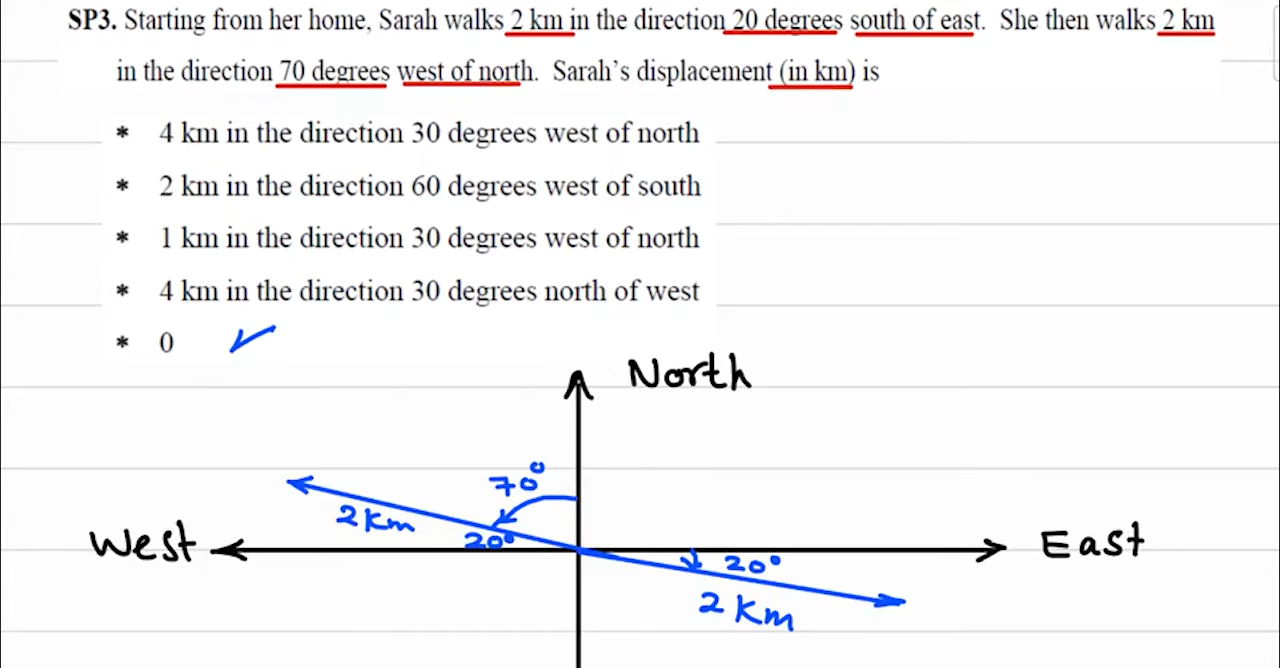 SP3. Starting from her home, Sarah walks 2 km in the direction 20 degrees south of east. She then walks 2 km
in the direction 70 degrees west of north. Sarah's displacement (in km) is
* 4 km in the direction 30 degrees west of north
* 2 km in the direction 60 degrees west of south
* 1 km in the direction 30 degrees west of north
* 4 km in the direction 30 degrees north of west
* 0
North
70°
2 Km
20°
West
East
20°
2 Km